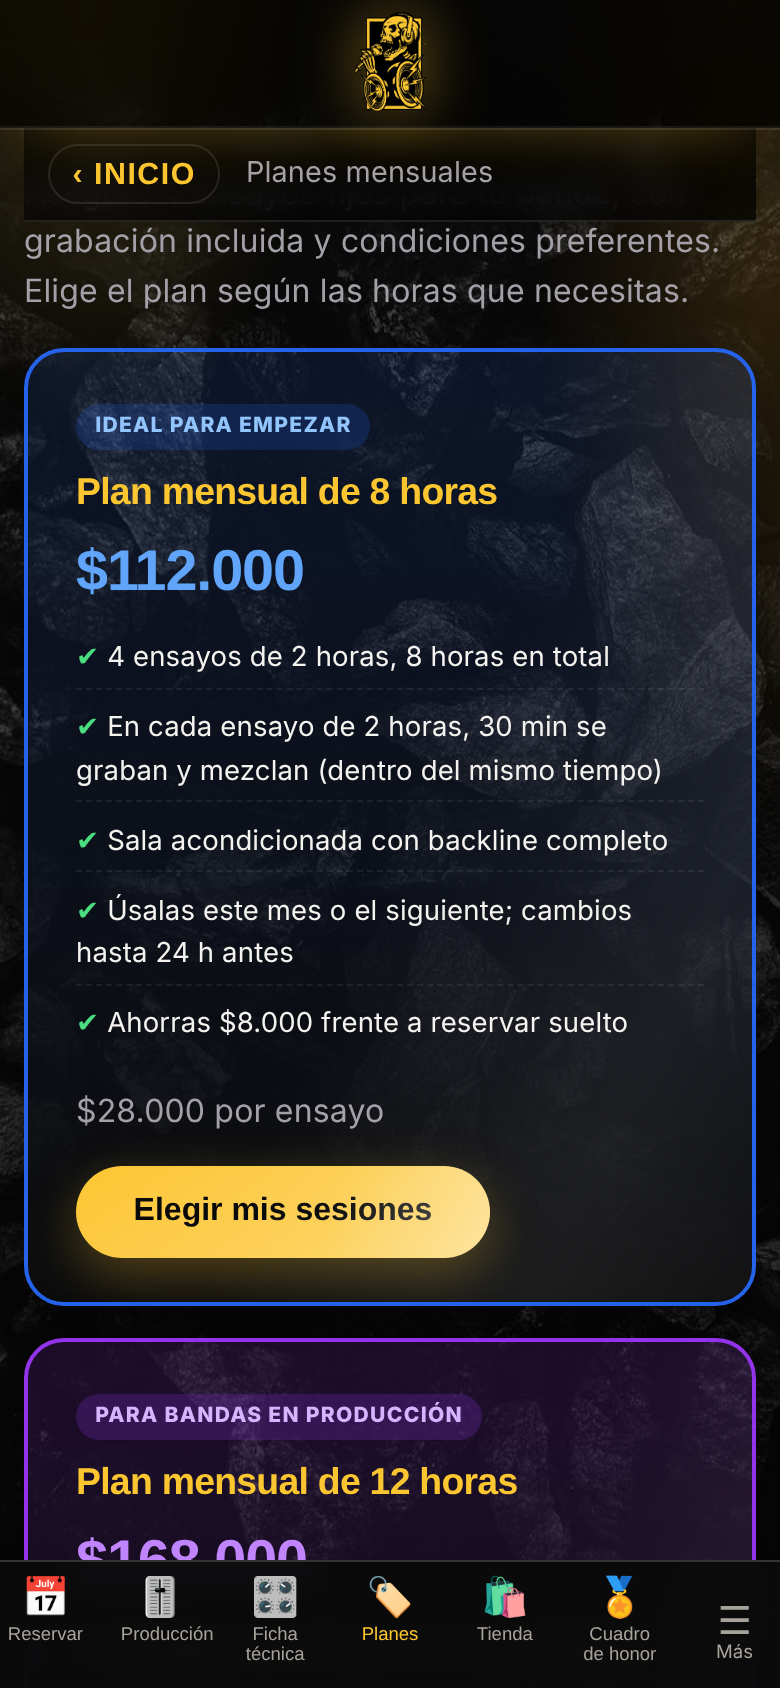 ‹ INICIO
Planes mensuales
grabación incluida y condiciones preferentes.
Elige el plan según las horas que necesitas.
IDEAL PARA EMPEZAR
Plan mensual de 8 horas
$112.000
✔ 4 ensayos de 2 horas, 8 horas en total
✔ En cada ensayo de 2 horas, 30 min se
graban y mezclan (dentro del mismo tiempo)
✔ Sala acondicionada con backline completo
✔ Úsalas este mes o el siguiente; cambios
hasta 24 h antes
✔ Ahorras $8.000 frente a reservar suelto
$28.000 por ensayo
Elegir mis sesiones
PARA BANDAS EN PRODUCCIÓN
Plan mensual de 12 horas
$168.000
July
17
Reservar
Producción
Ficha
técnica
Planes
Tienda
Cuadro
de honor
Más